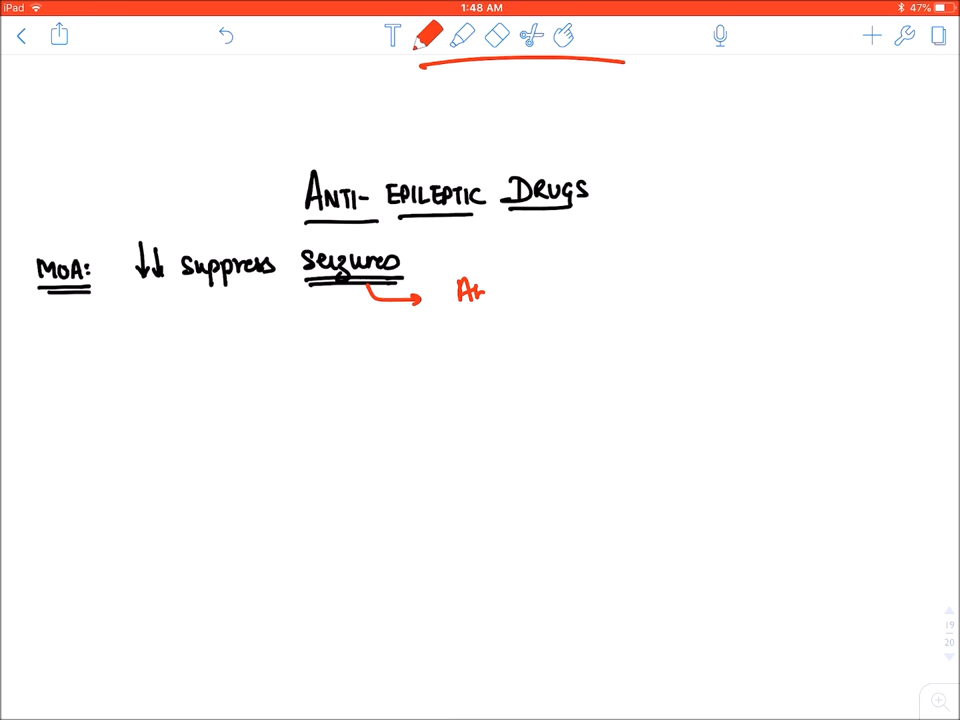 iPad 1:48 AM 47%
ANTI- EPILEPTIC DRUGS
MOA: ↓↓ suppress seizures
19
20